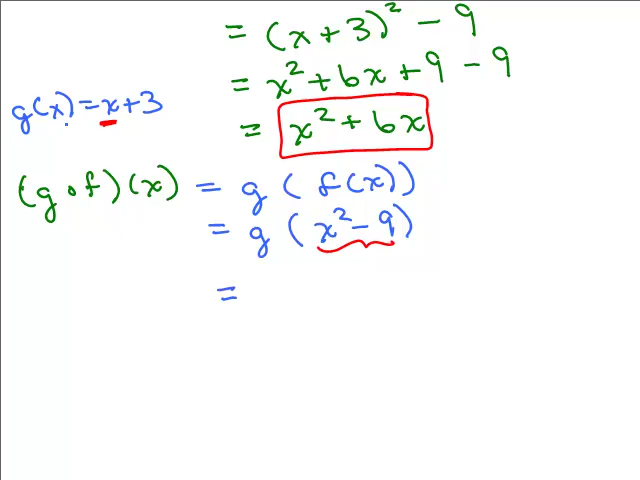 = (x + 3)² - 9
= x² + 6x + 9 - 9
g(x) = x + 3
= x² + 6x
(g ∘ f)(x) = g(f(x))
= g(x² - 9)
=